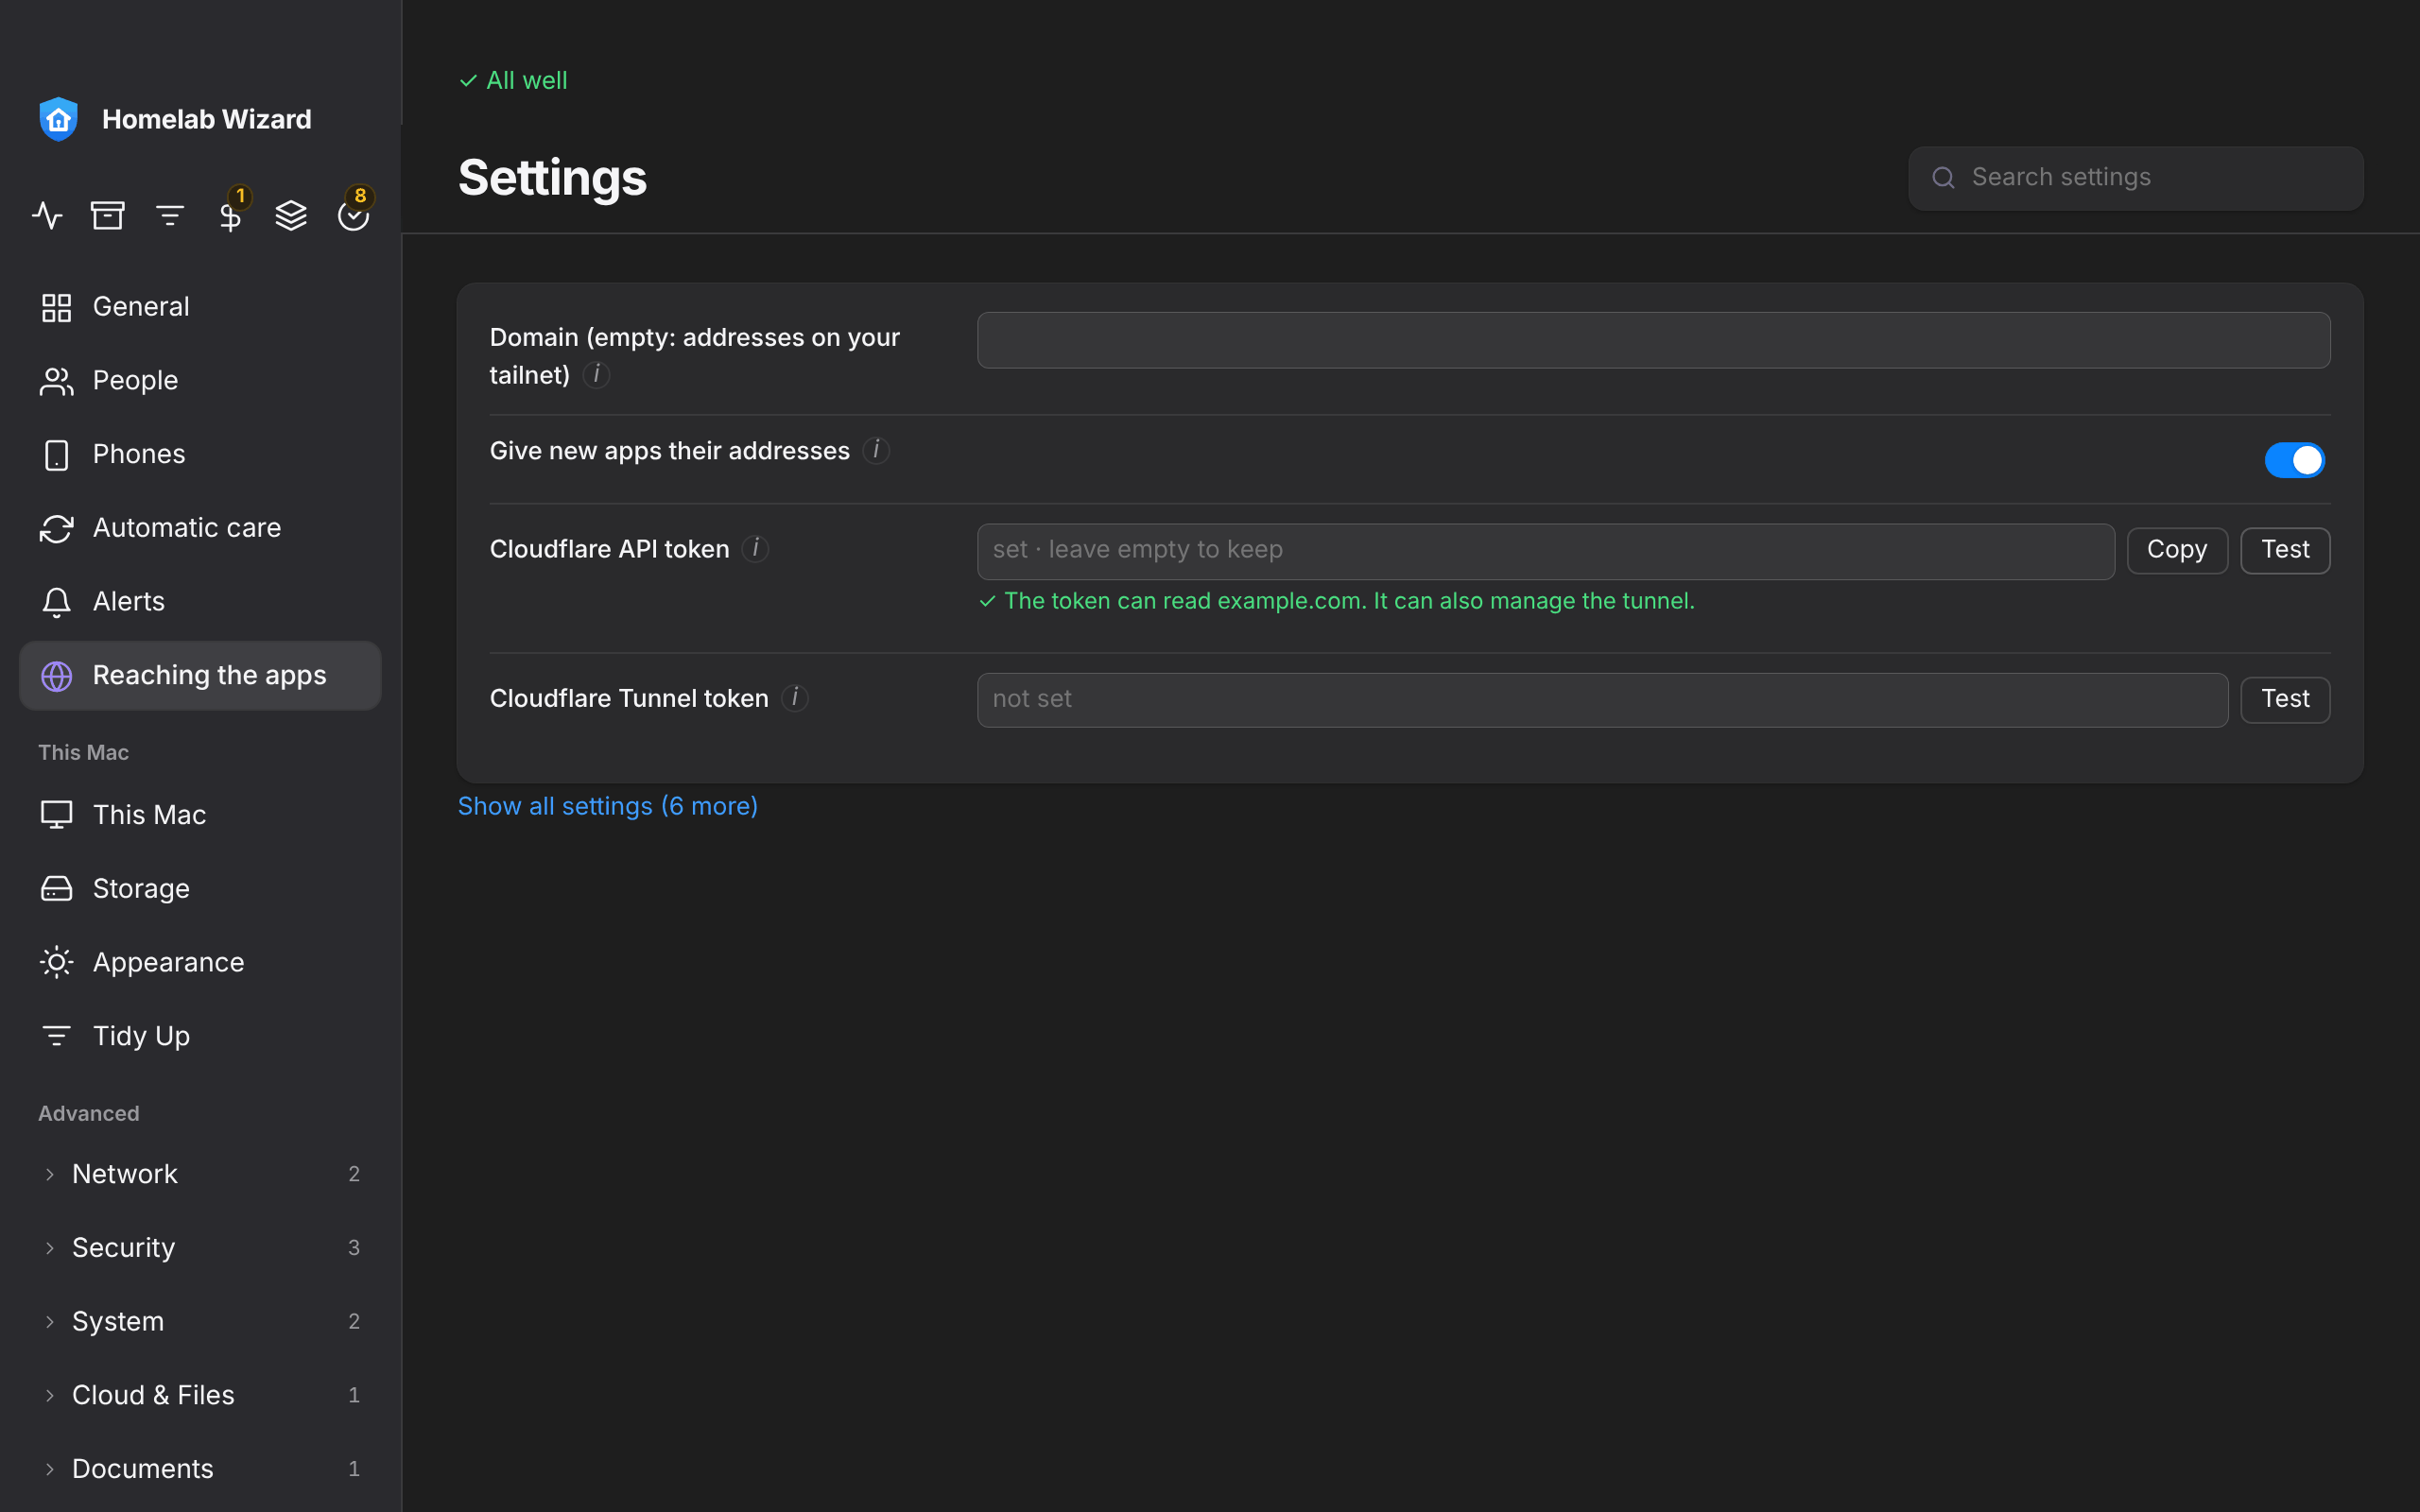 Homelab Wizard
1
8
General
People
Phones
Automatic care
Alerts
Reaching the apps
This Mac
This Mac
Storage
Appearance
Tidy Up
Advanced
Network 2
Security 3
System 2
Cloud & Files 1
Documents 1
All well
Settings
Search settings
Domain (empty: addresses on your
tailnet) i
Give new apps their addresses i
Cloudflare API token i
set · leave empty to keep
Copy
Test
The token can read example.com. It can also manage the tunnel.
Cloudflare Tunnel token i
not set
Test
Show all settings (6 more)